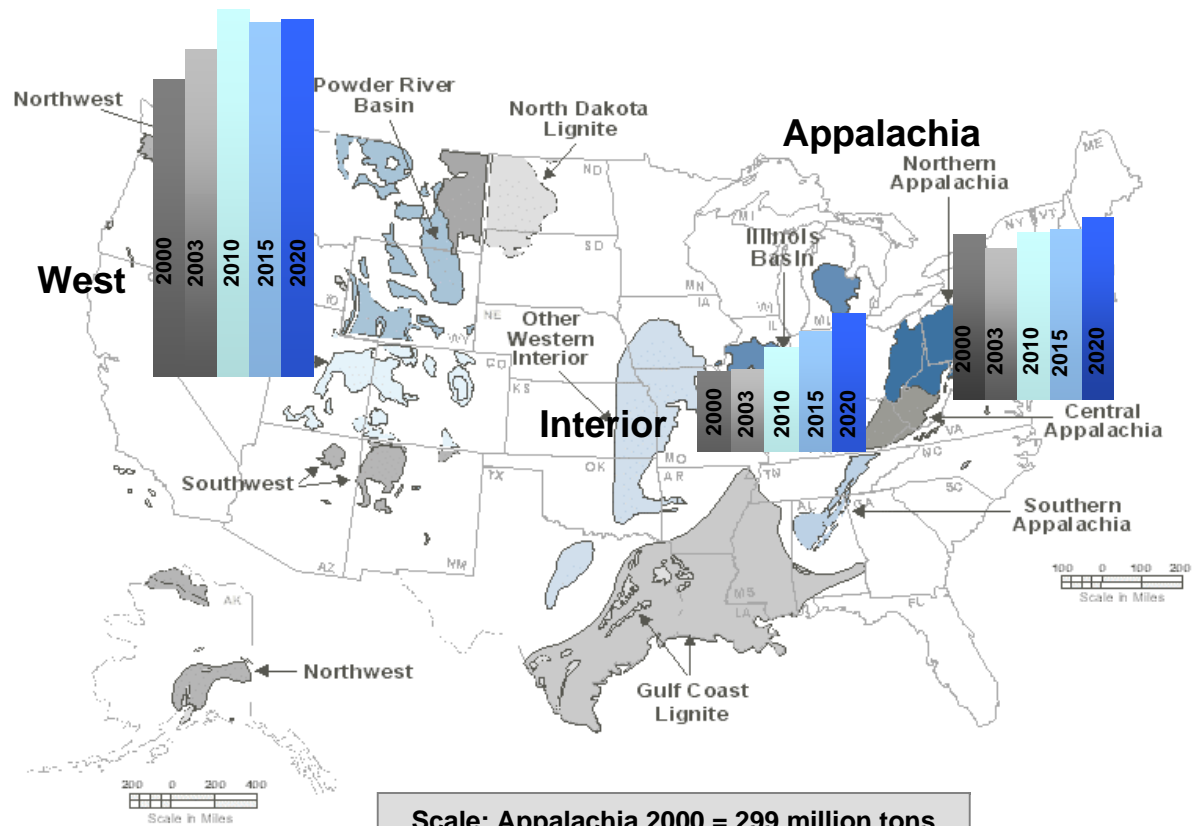 Northwest
Powder River
Basin
North Dakota
Lignite
Appalachia
Northern
Appalachia
ME
ND
MI
NY
VT
Illinois
Basin
SD
West
2000
2003
2010
2015
2020
ID
MN
IA
WI
IL
MI
NE
WY
Other
Western
Interior
2000
2003
2010
2015
2020
CO
KS
Interior
2000
2003
2010
2015
2020
Central
Appalachia
VA
NC
MO
OK
AR
TN
TX
Southwest
SC
AL
GA
Southern
Appalachia
AZ
NM
100 0 100 200
Scale in Miles
AK
MS
LA
FL
Northwest
Gulf Coast
Lignite
200 0 200 400
Scale in Miles
Scale: Appalachia 2000 = 299 million tons